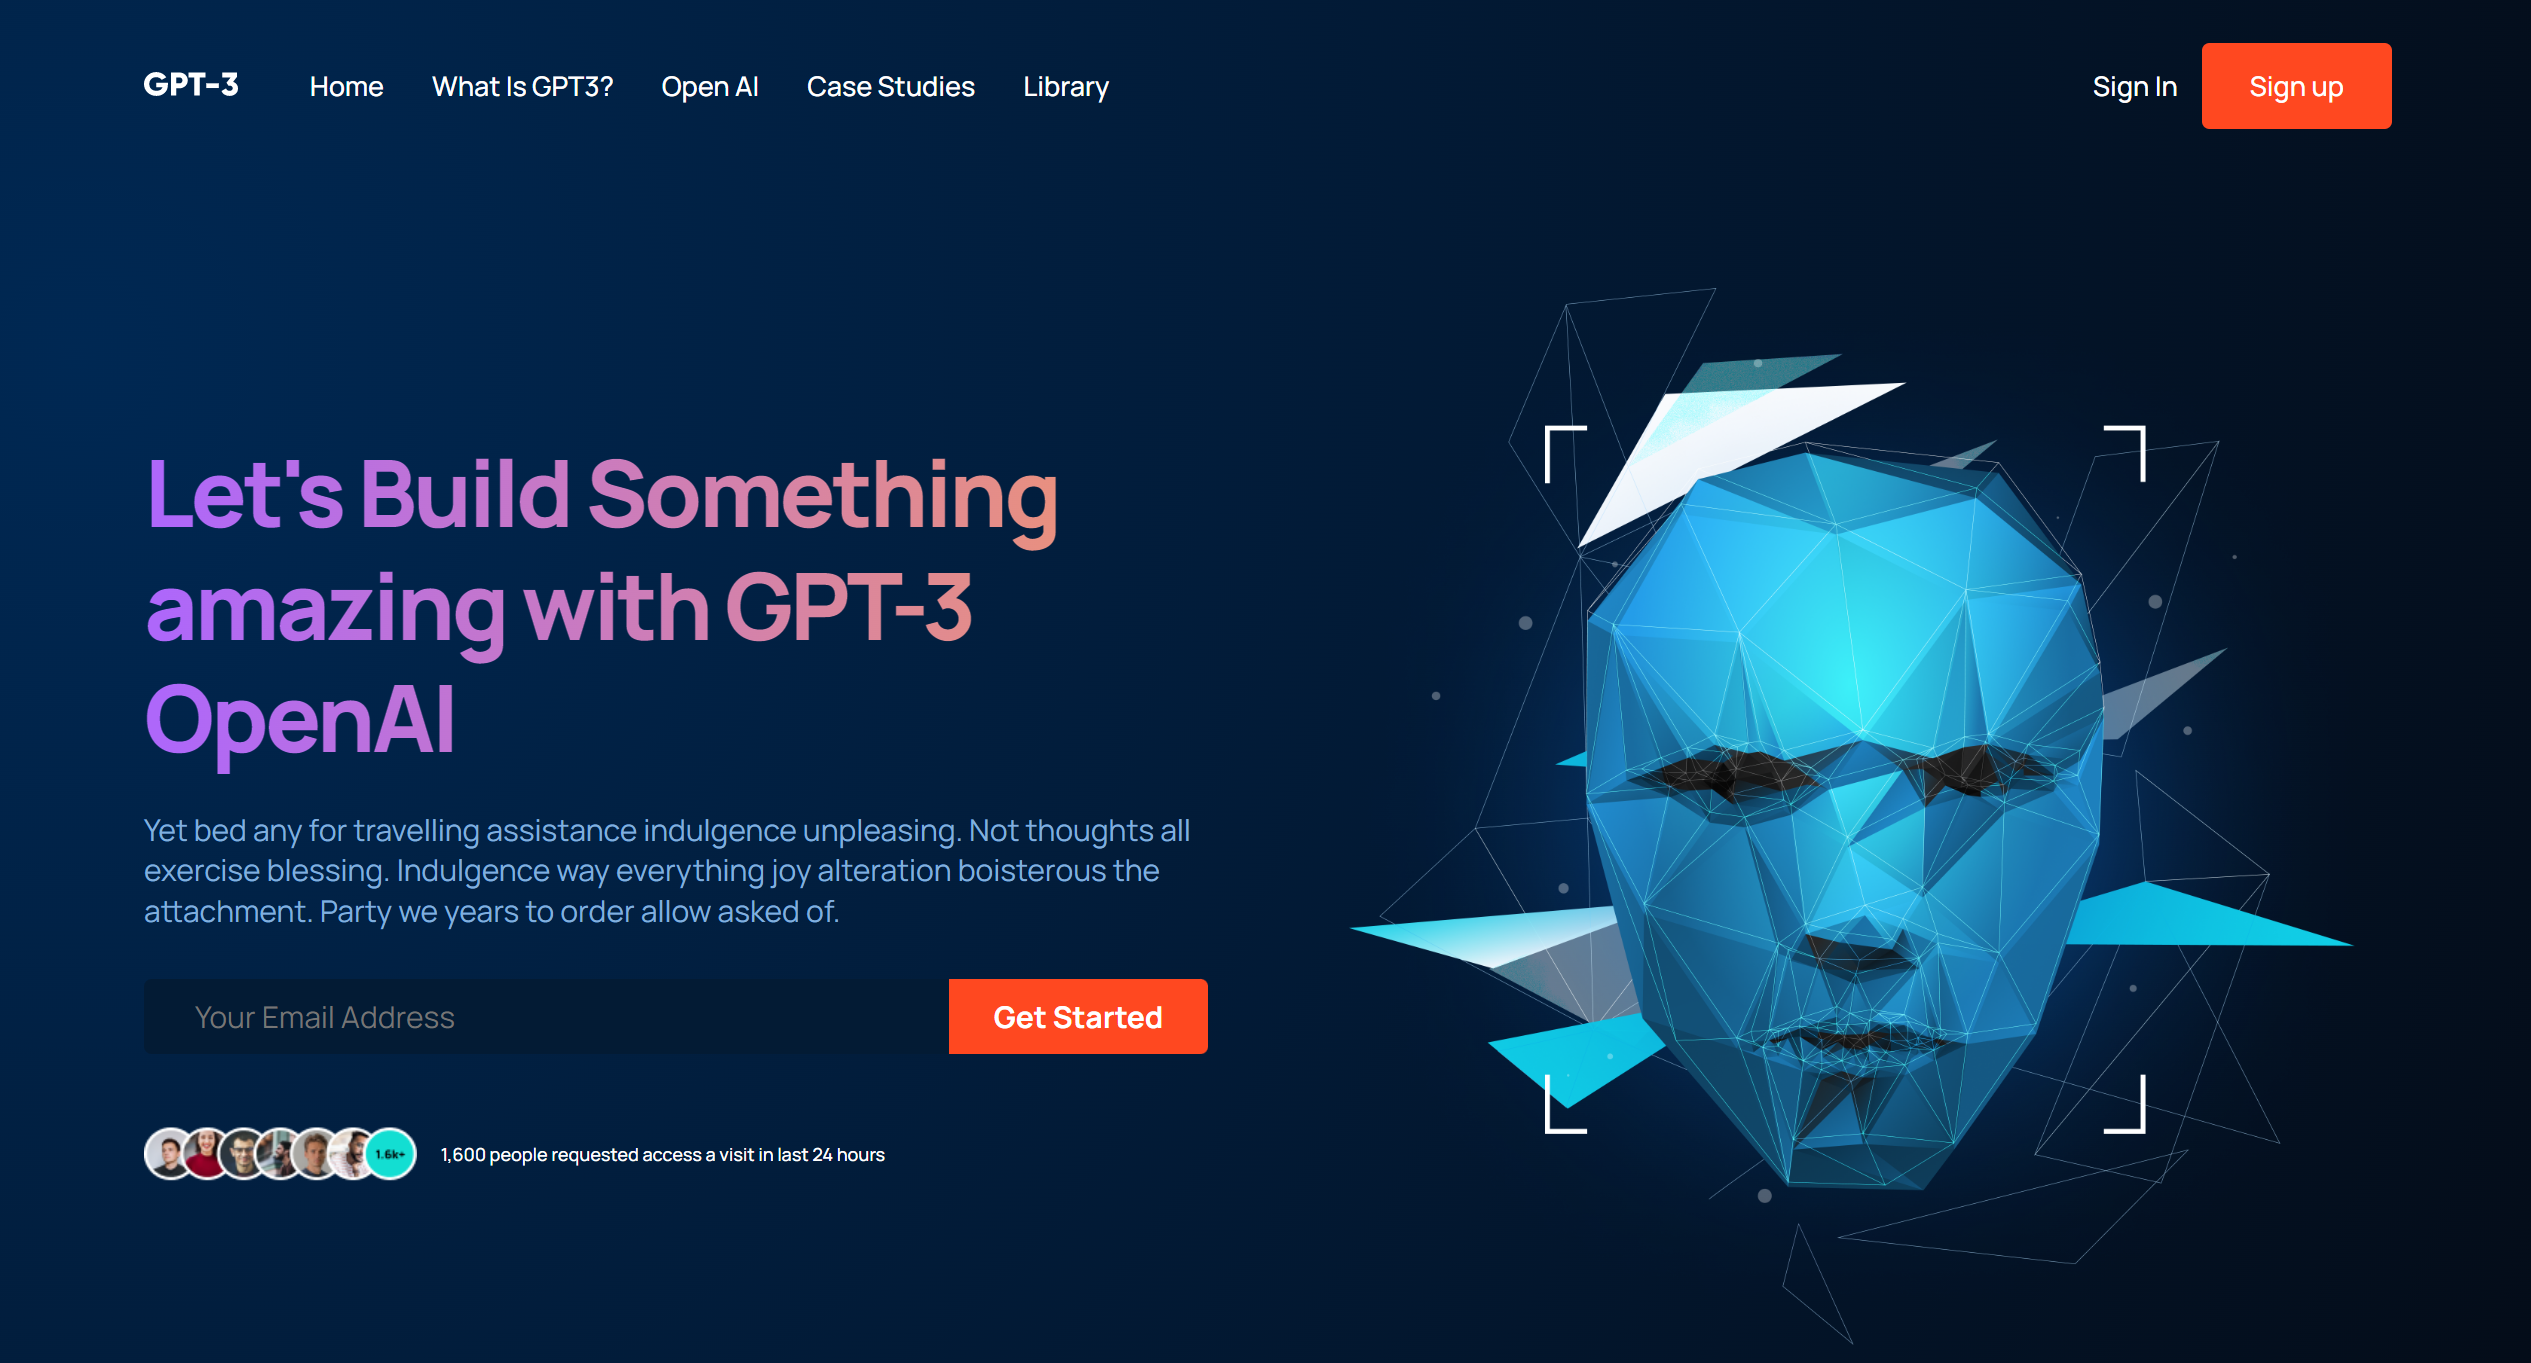 GPT-3
Home
What Is GPT3?
Open AI
Case Studies
Library
Sign In
Sign up
Let's Build Something
amazing with GPT-3
OpenAI
Yet bed any for travelling assistance indulgence unpleasing. Not thoughts all
exercise blessing. Indulgence way everything joy alteration boisterous the
attachment. Party we years to order allow asked of.
Your Email Address
Get Started
1.6k+
1,600 people requested access a visit in last 24 hours